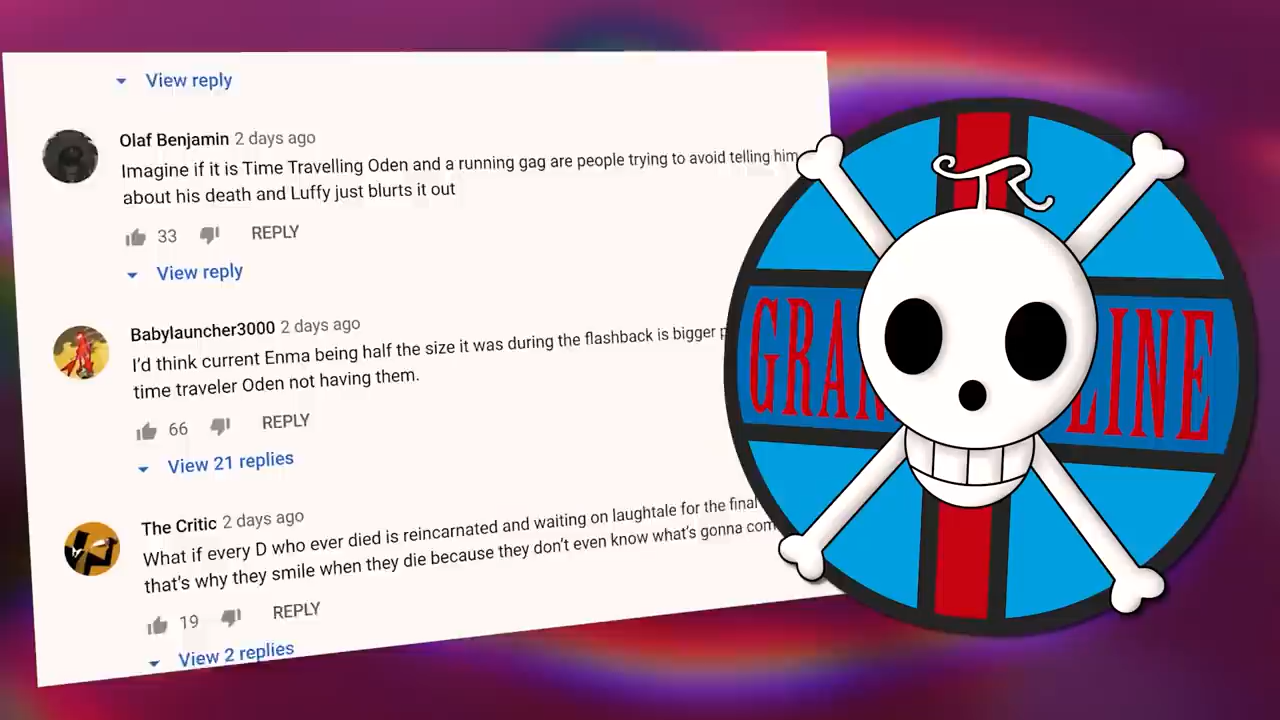 View reply
Olaf Benjamin 2 days ago
Imagine if it is Time Travelling Oden and a running gag are people trying to avoid telling him
about his death and Luffy just blurts it out
33 REPLY
View reply
Babylauncher3000 2 days ago
I'd think current Enma being half the size it was during the flashback is bigger
time traveler Oden not having them.
66 REPLY
View 21 replies
The Critic 2 days ago
What if every D who ever died is reincarnated and waiting on laughtale for the final
that's why they smile when they die because they don't even know what's gonna
19 REPLY
View 2 replies
TR
GRAN LINE